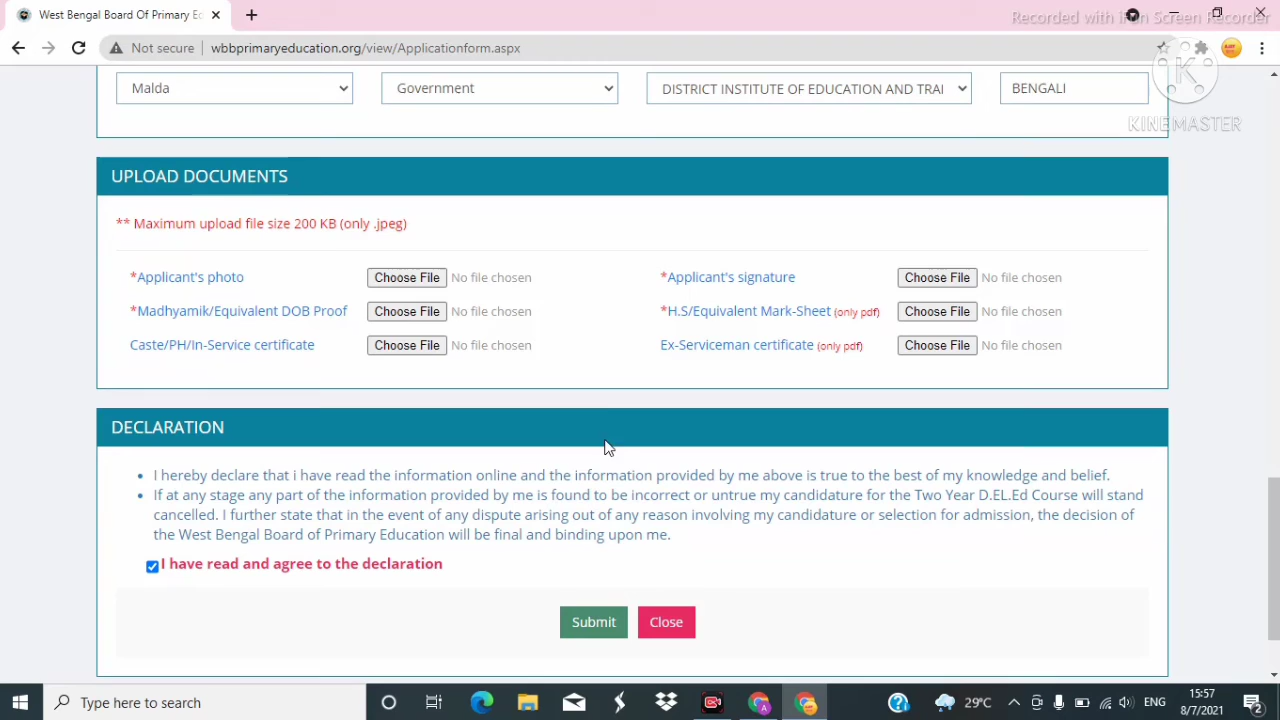 West Bengal Board Of Primary Ed
Recorded with iFun Screen Recorder
Not secure wbbprimaryeducation.org/view/Applicationform.aspx
Malda Government DISTRICT INSTITUTE OF EDUCATION AND TRAI BENGALI
KINEMASTER
UPLOAD DOCUMENTS
** Maximum upload file size 200 KB (only .jpeg)
*Applicant's photo Choose File No file chosen *Applicant's signature Choose File No file chosen
*Madhyamik/Equivalent DOB Proof Choose File No file chosen *H.S/Equivalent Mark-Sheet (only pdf) Choose File No file chosen
Caste/PH/In-Service certificate Choose File No file chosen Ex-Serviceman certificate (only pdf) Choose File No file chosen
DECLARATION
• I hereby declare that i have read the information online and the information provided by me above is true to the best of my knowledge and belief.
• If at any stage any part of the information provided by me is found to be incorrect or untrue my candidature for the Two Year D.EL.Ed Course will stand
cancelled. I further state that in the event of any dispute arising out of any reason involving my candidature or selection for admission, the decision of
the West Bengal Board of Primary Education will be final and binding upon me.
I have read and agree to the declaration
Submit Close
Type here to search 29°C ENG 15:57
8/7/2021 2